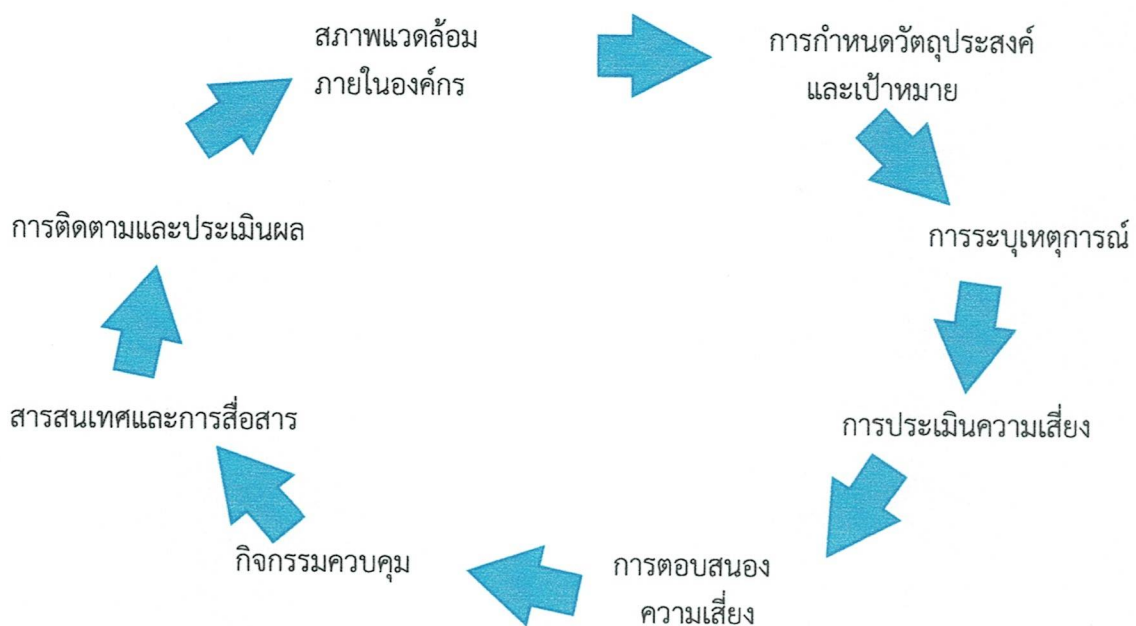 สภาพแวดล้อม
ภายในองค์กร
การกำหนดวัตถุประสงค์
และเป้าหมาย
การระบุเหตุการณ์
การประเมินความเสี่ยง
การตอบสนอง
ความเสี่ยง
กิจกรรมควบคุม
สารสนเทศและการสื่อสาร
การติดตามและประเมินผล